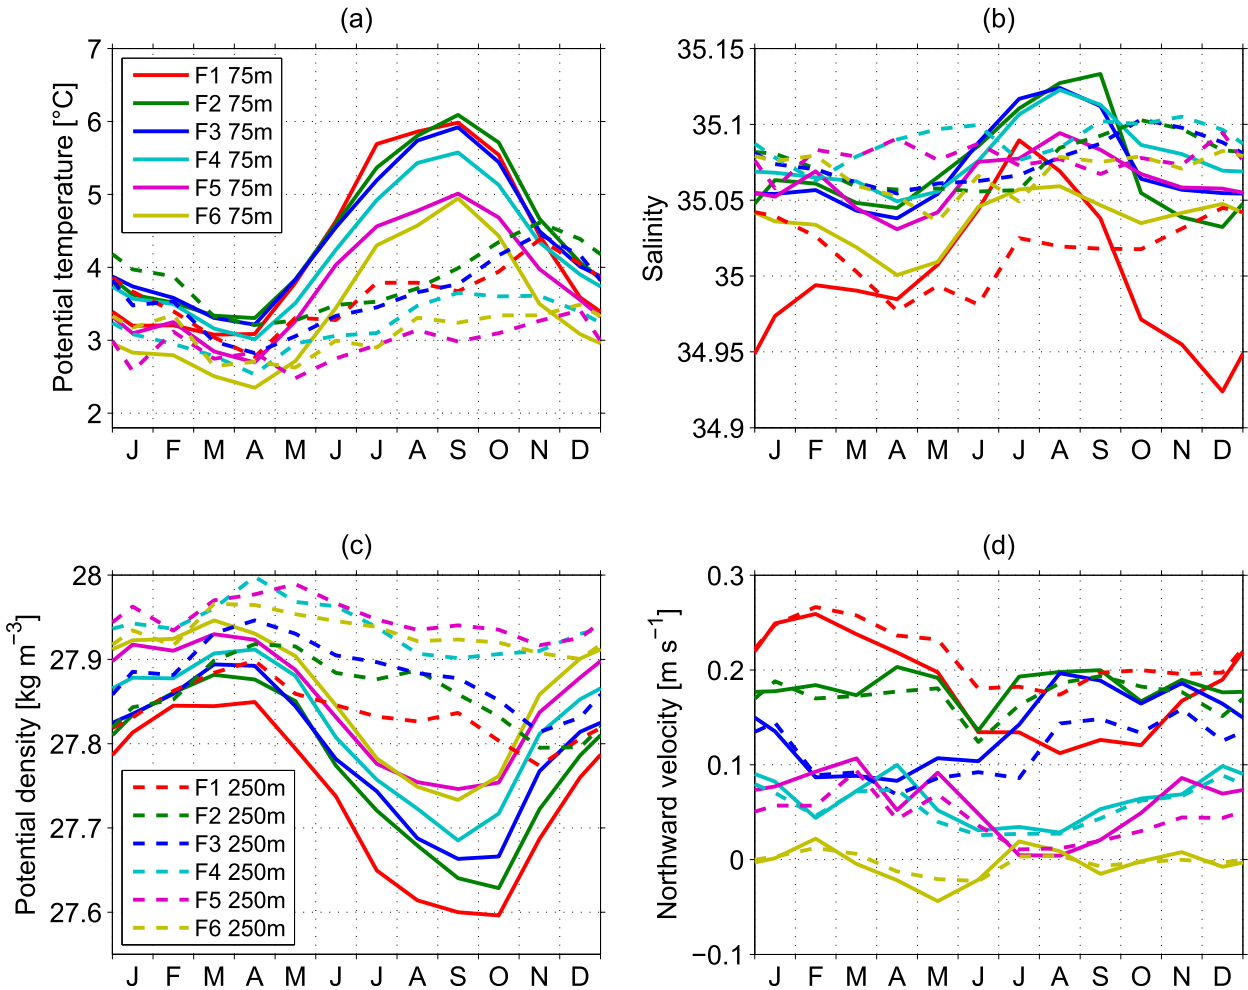 (a)
7
6
5
4
3
2
Potential temperature [°C]
F1 75m
F2 75m
F3 75m
F4 75m
F5 75m
F6 75m
J F M A M J J A S O N D
(b)
35.15
35.1
35.05
35
34.95
34.9
Salinity
J F M A M J J A S O N D
(c)
28
27.9
27.8
27.7
27.6
Potential density [kg m−3]
F1 250m
F2 250m
F3 250m
F4 250m
F5 250m
F6 250m
J F M A M J J A S O N D
(d)
0.3
0.2
0.1
0
−0.1
Northward velocity [m s−1]
J F M A M J J A S O N D